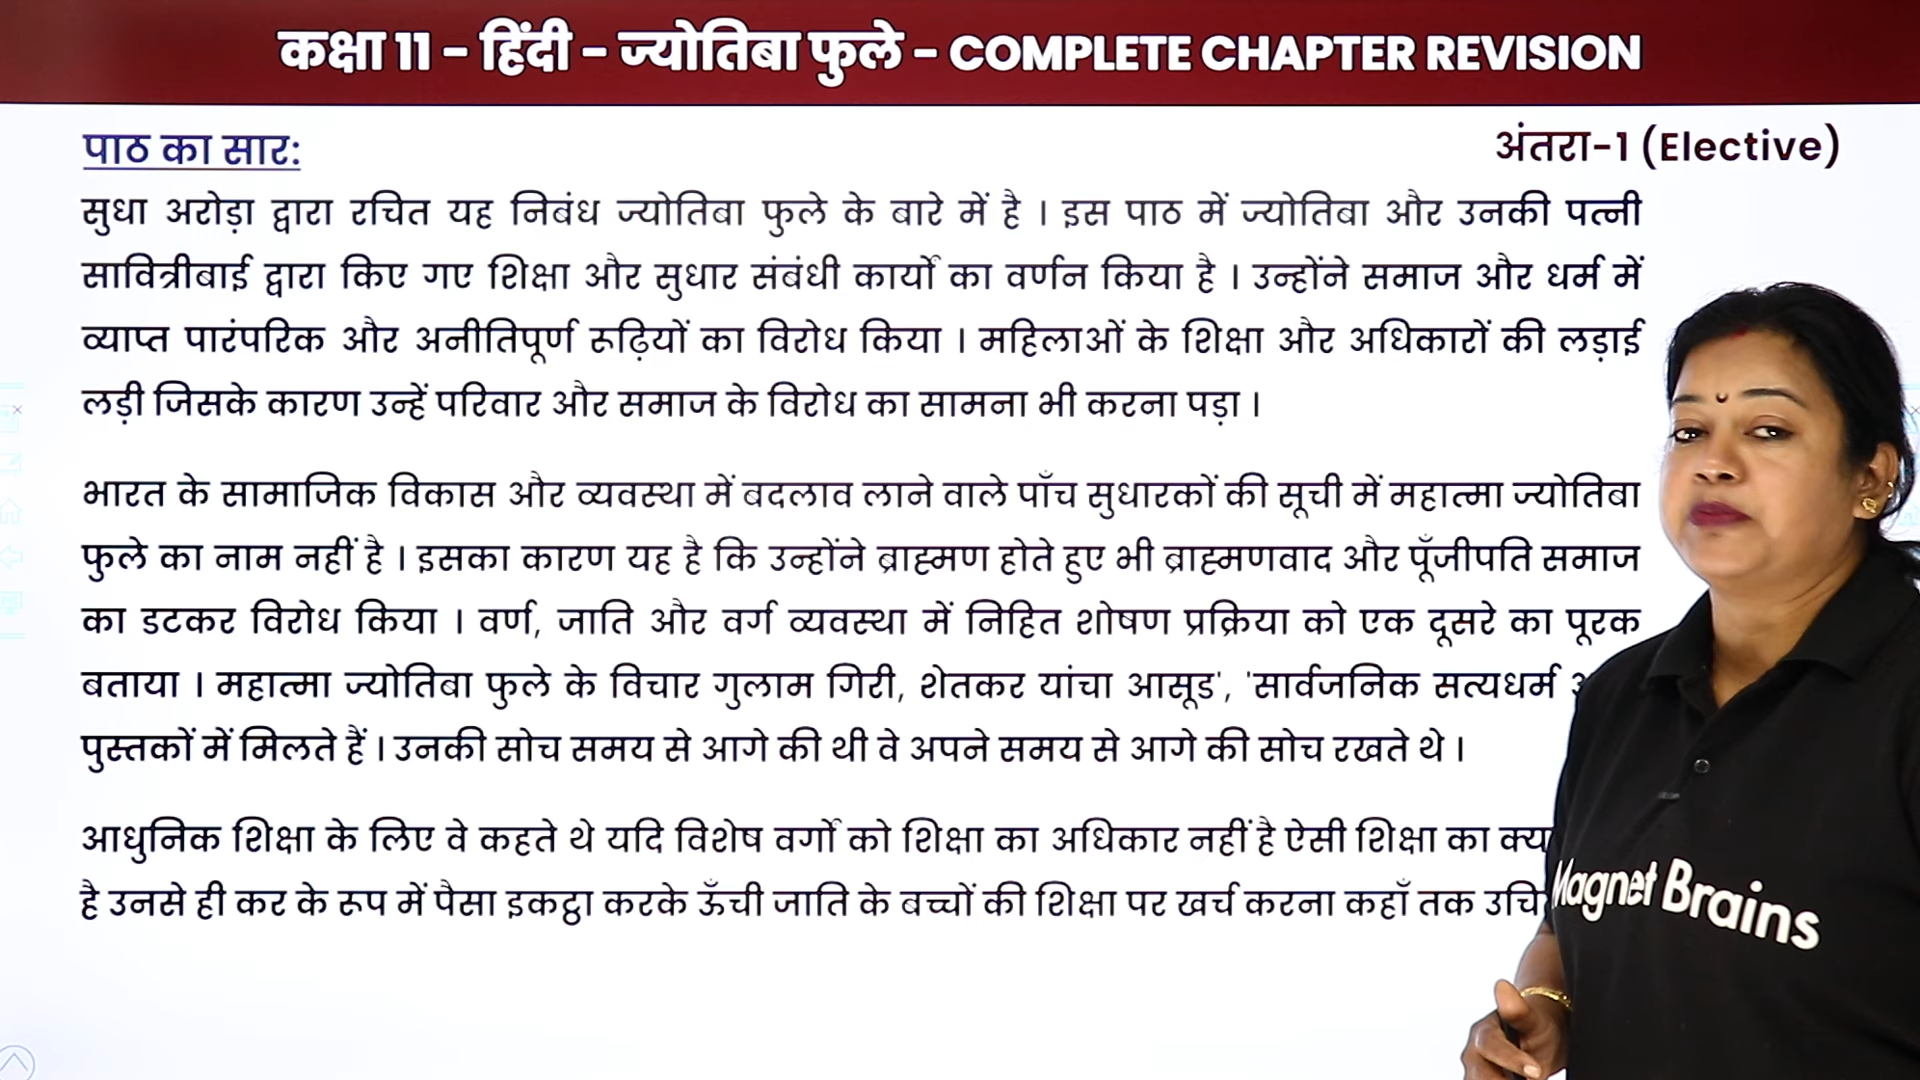 कक्षा 11 – हिंदी – ज्योतिबा फुले – COMPLETE CHAPTER REVISION
पाठ का सार:
अंतरा-1 (Elective)
सुधा अरोड़ा द्वारा रचित यह निबंध ज्योतिबा फुले के बारे में है । इस पाठ में ज्योतिबा और उनकी पत्नी
सावित्रीबाई द्वारा किए गए शिक्षा और सुधार संबंधी कार्यों का वर्णन किया है । उन्होंने समाज और धर्म में
व्याप्त पारंपरिक और अनीतिपूर्ण रूढ़ियों का विरोध किया । महिलाओं के शिक्षा और अधिकारों की लड़ाई
लड़ी जिसके कारण उन्हें परिवार और समाज के विरोध का सामना भी करना पड़ा ।
भारत के सामाजिक विकास और व्यवस्था में बदलाव लाने वाले पाँच सुधारकों की सूची में महात्मा ज्योतिबा
फुले का नाम नहीं है । इसका कारण यह है कि उन्होंने ब्राह्मण होते हुए भी ब्राह्मणवाद और पूँजीपति समाज
का डटकर विरोध किया । वर्ण, जाति और वर्ग व्यवस्था में निहित शोषण प्रक्रिया को एक दूसरे का पूरक
बताया । महात्मा ज्योतिबा फुले के विचार गुलाम गिरी, शेतकर यांचा आसूड', 'सार्वजनिक सत्यधर्म
पुस्तकों में मिलते हैं । उनकी सोच समय से आगे की थी वे अपने समय से आगे की सोच रखते थे ।
आधुनिक शिक्षा के लिए वे कहते थे यदि विशेष वर्गों को शिक्षा का अधिकार नहीं है ऐसी शिक्षा का
है उनसे ही कर के रूप में पैसा इकट्ठा करके ऊँची जाति के बच्चों की शिक्षा पर खर्च करना कहाँ तक
Magnet Brains